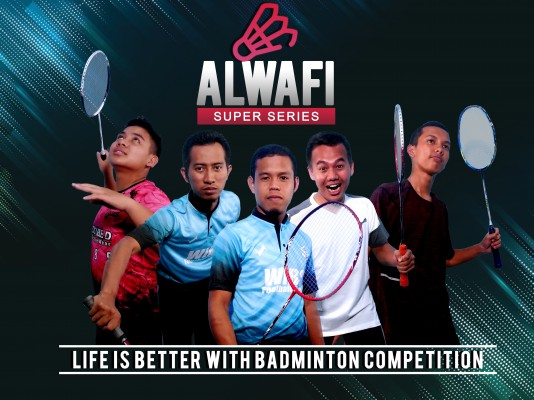 ALWAFI
SUPER SERIES
LIFE IS BETTER WITH BADMINTON COMPETITION